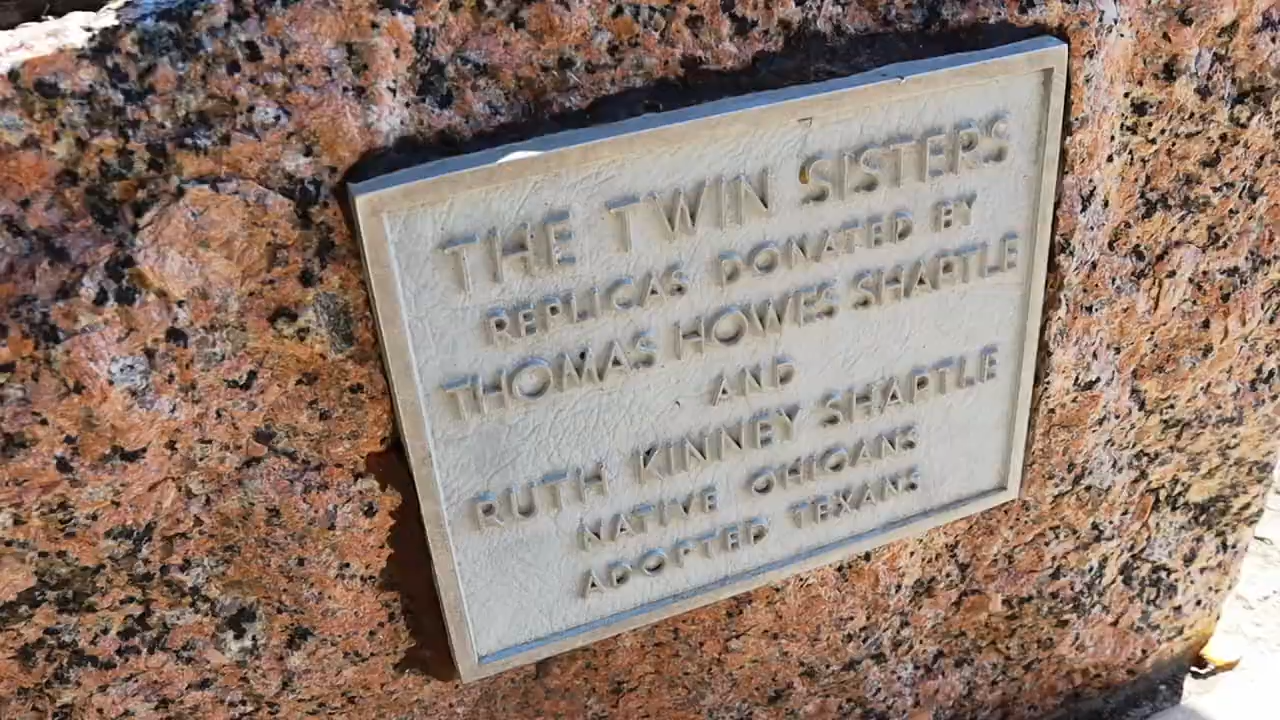 THE TWIN SISTERS
REPLICAS DONATED BY
THOMAS HOWES SHARTLE
AND
RUTH KINNEY SHARTLE
NATIVE OHIOANS
ADOPTED TEXANS